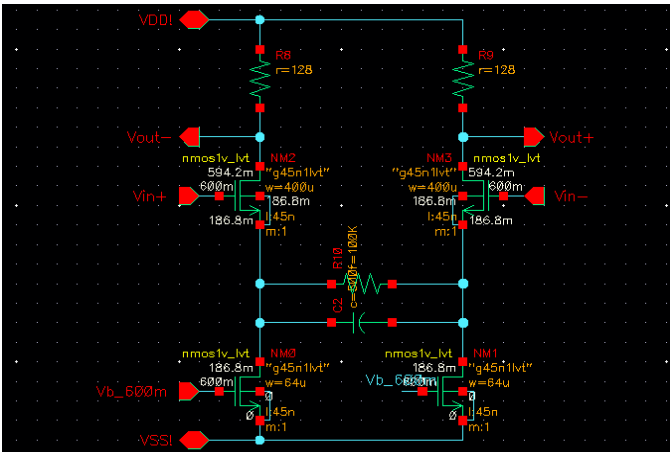 VDD!
R8
r=128
R9
r=128
Vout-
Vout+
nmos1v_lvt
NM2
594.2m
"g45n1lvt"
600m
w=400u
Vin+
186.8m
l:45n
186.8m
m:1
NM3
nmos1v_lvt
"g45n1lvt"
594.2m
w=400u
600m
186.8m
Vin-
l:45n
186.8m
m:1
R10
C2
nmos1v_lvt
NM0
186.8m
"g45n1lvt"
600m
w=64u
Vb_600m
0
l:45n
0
m:1
nmos1v_lvt
NM1
186.8m
"g45n1lvt"
w=64u
0
l:45n
0
m:1
VSS!